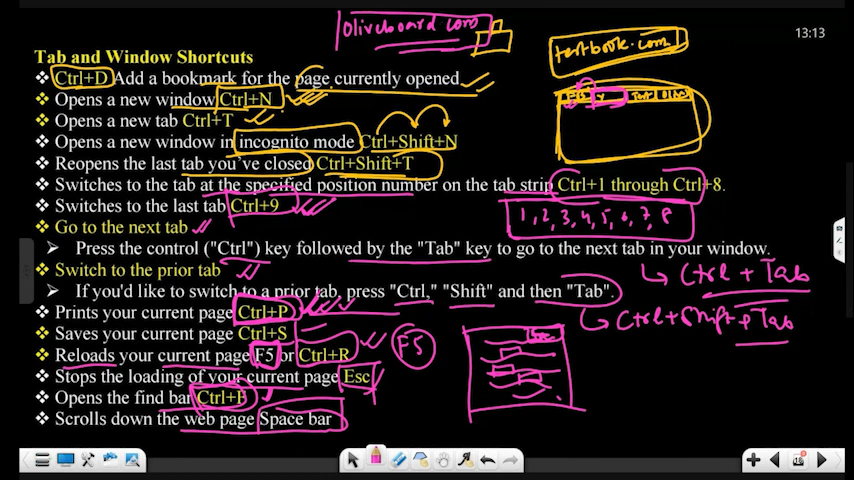 Oliveboard.com
testbook.com
13:13
Tab and Window Shortcuts
❖ Ctrl+D Add a bookmark for the page currently opened
❖ Opens a new window Ctrl+N
❖ Opens a new tab Ctrl+T
❖ Opens a new window in incognito mode Ctrl+Shift+N
❖ Reopens the last tab you've closed Ctrl+Shift+T
❖ Switches to the tab at the specified position number on the tab strip Ctrl+1 through Ctrl+8.
❖ Switches to the last tab Ctrl+9
1, 2, 3, 4, 5, 6, 7, 8
❖ Go to the next tab
➢ Press the control ("Ctrl") key followed by the "Tab" key to go to the next tab in your window.
❖ Switch to the prior tab
Ctrl + Tab
➢ If you'd like to switch to a prior tab, press "Ctrl," "Shift" and then "Tab".
❖ Prints your current page Ctrl+P
Ctrl+Shift+Tab
❖ Saves your current page Ctrl+S
❖ Reloads your current page F5 or Ctrl+R
F5
❖ Stops the loading of your current page Esc
❖ Opens the find bar Ctrl+F
❖ Scrolls down the web page Space bar